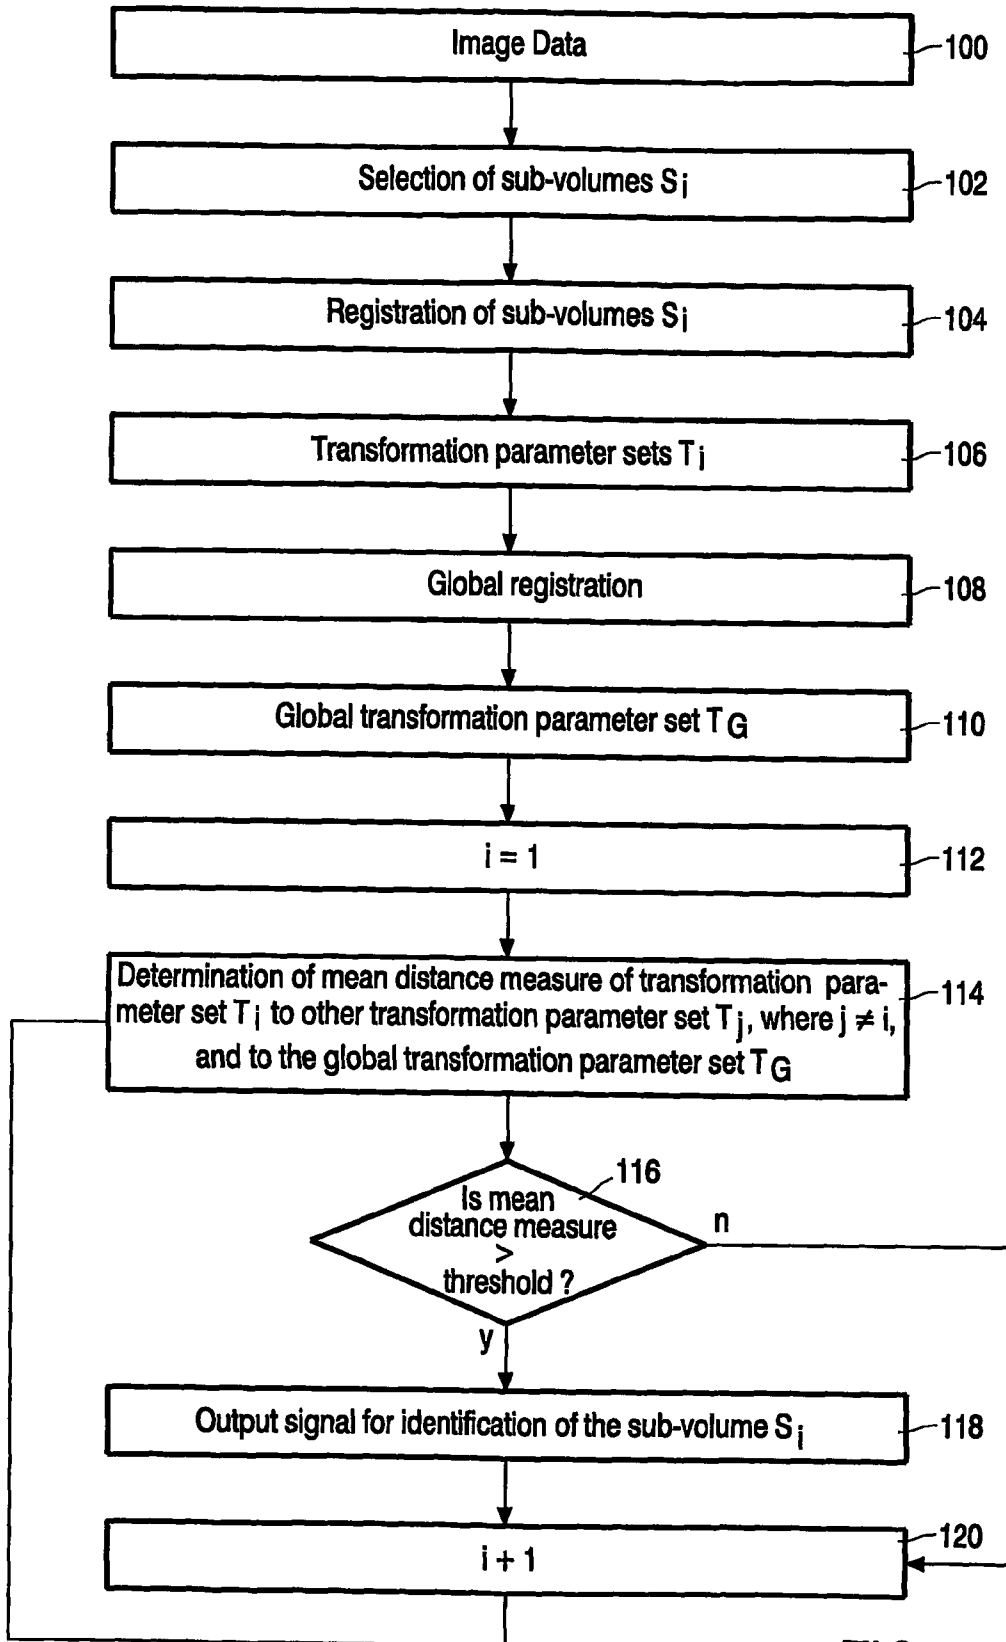 Image Data
100
Selection of sub-volumes Si
102
Registration of sub-volumes Si
104
Transformation parameter sets Ti
106
Global registration
108
Global transformation parameter set TG
110
i = 1
112
Determination of mean distance measure of transformation para-
meter set Ti to other transformation parameter set Tj, where j ≠ i,
and to the global transformation parameter set TG
114
116
Is mean
distance measure
>
threshold ?
n
y
Output signal for identification of the sub-volume Si
118
i + 1
120